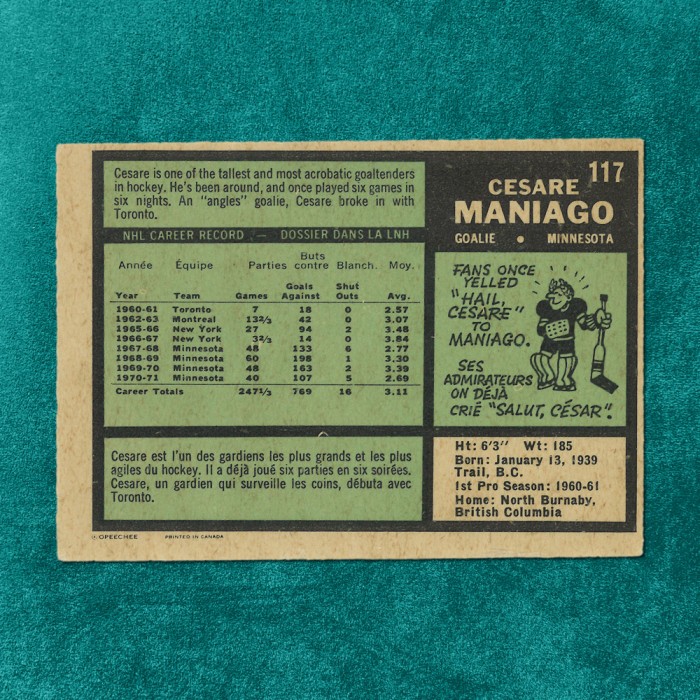 Cesare is one of the tallest and most acrobatic goaltenders
in hockey. He's been around, and once played six games in
six nights. An "angles" goalie, Cesare broke in with
Toronto.
117
CESARE
MANIAGO
GOALIE • MINNESOTA
NHL CAREER RECORD — DOSSIER DANS LA LNH
Année Équipe Parties Buts contre Blanch. Moy.
Year Team Games Goals Against Shut Outs Avg.
1960-61 Toronto 7 18 0 2.57
1962-63 Montreal 13⅔ 42 0 3.07
1965-66 New York 27 94 2 3.48
1966-67 New York 3⅔ 14 0 3.84
1967-68 Minnesota 48 133 6 2.77
1968-69 Minnesota 60 198 1 3.30
1969-70 Minnesota 48 163 2 3.39
1970-71 Minnesota 40 107 5 2.69
Career Totals 247⅓ 769 16 3.11
FANS ONCE
YELLED
"HAIL,
CESARE"
TO
MANIAGO.
SES
ADMIRATEURS
ON DÉJÀ
CRIÉ "SALUT, CÉSAR".
Cesare est l'un des gardiens les plus grands et les plus
agiles du hockey. Il a déjà joué six parties en six soirées.
Cesare, un gardien qui surveille les coins, débuta avec
Toronto.
Ht: 6'3" Wt: 185
Born: January 13, 1939
Trail, B.C.
1st Pro Season: 1960-61
Home: North Burnaby,
British Columbia
OPEECHEE PRINTED IN CANADA